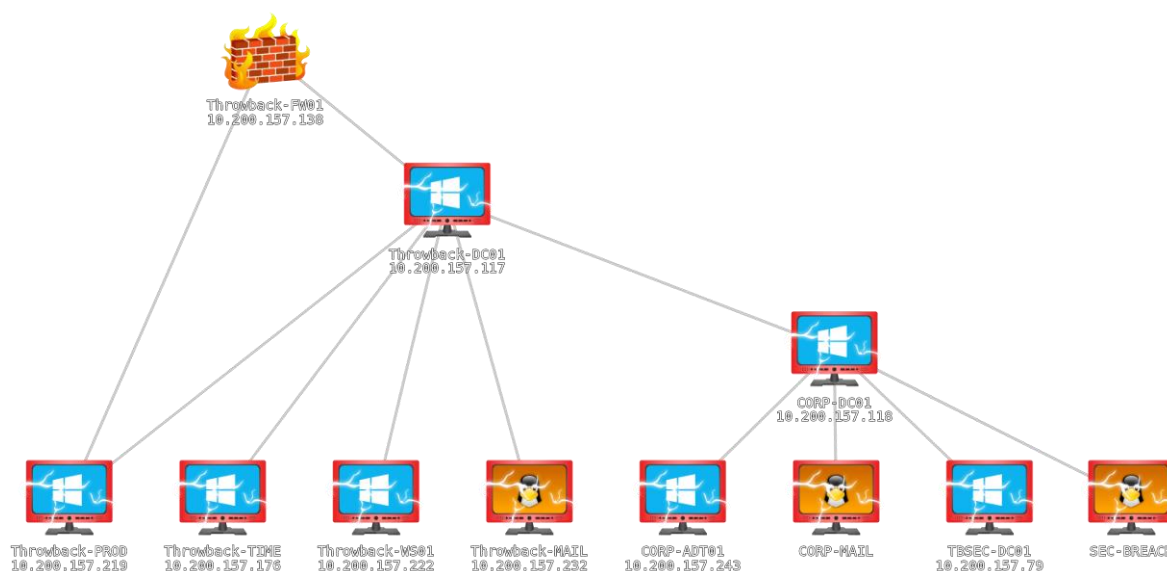 Throwback-FW01
10.200.157.138
Throwback-DC01
10.200.157.117
CORP-DC01
10.200.157.118
Throwback-PROD
10.200.157.219
Throwback-TIME
10.200.157.176
Throwback-WS01
10.200.157.222
Throwback-MAIL
10.200.157.232
CORP-ADT01
10.200.157.243
CORP-MAIL
TBSEC-DC01
10.200.157.79
SEC-BREACH